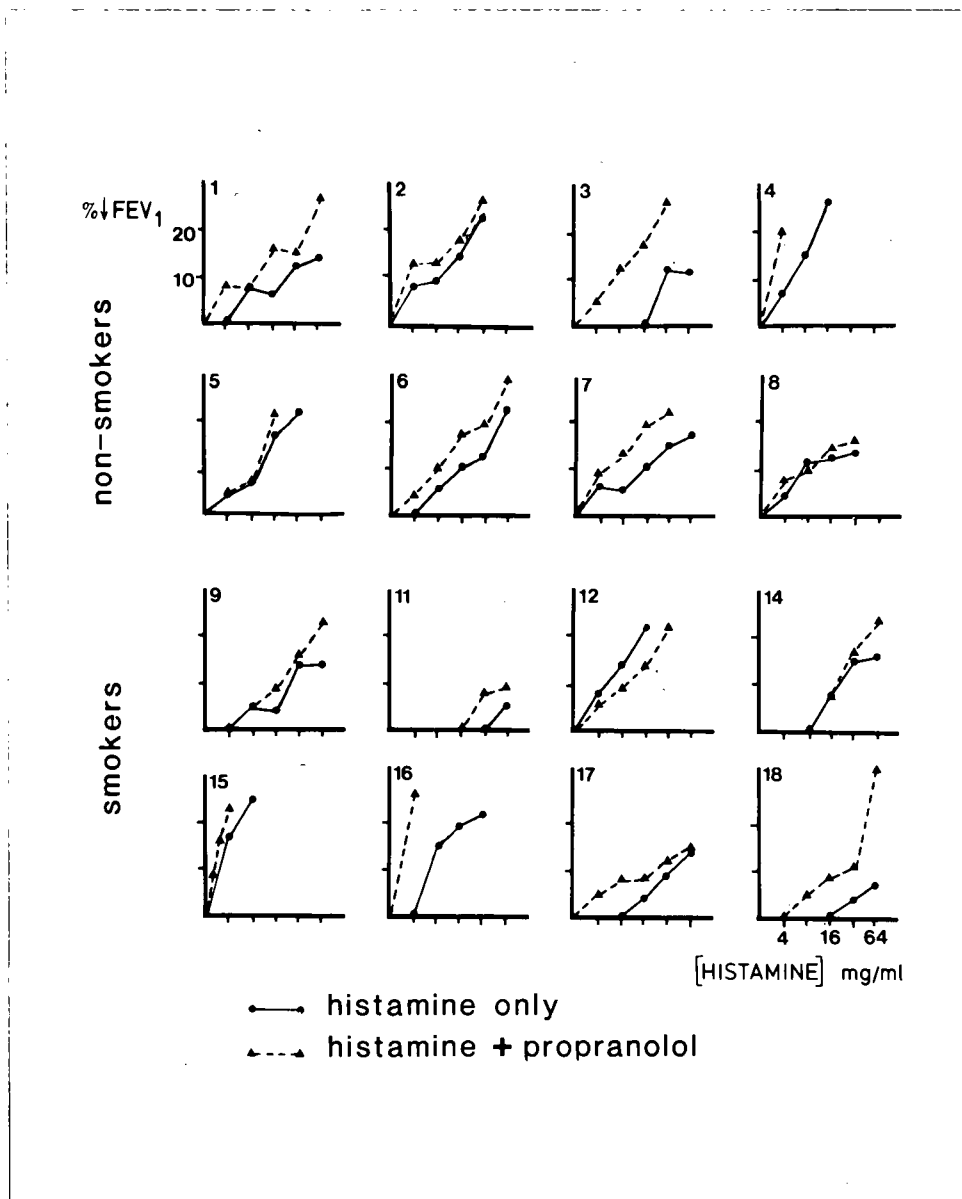 1 2 3 4
%↓FEV₁
20
10
non-smokers
5 6 7 8
9 11 12 14
smokers
15 16 17 18
4 16 64
[HISTAMINE] mg/ml
histamine only
histamine + propranolol